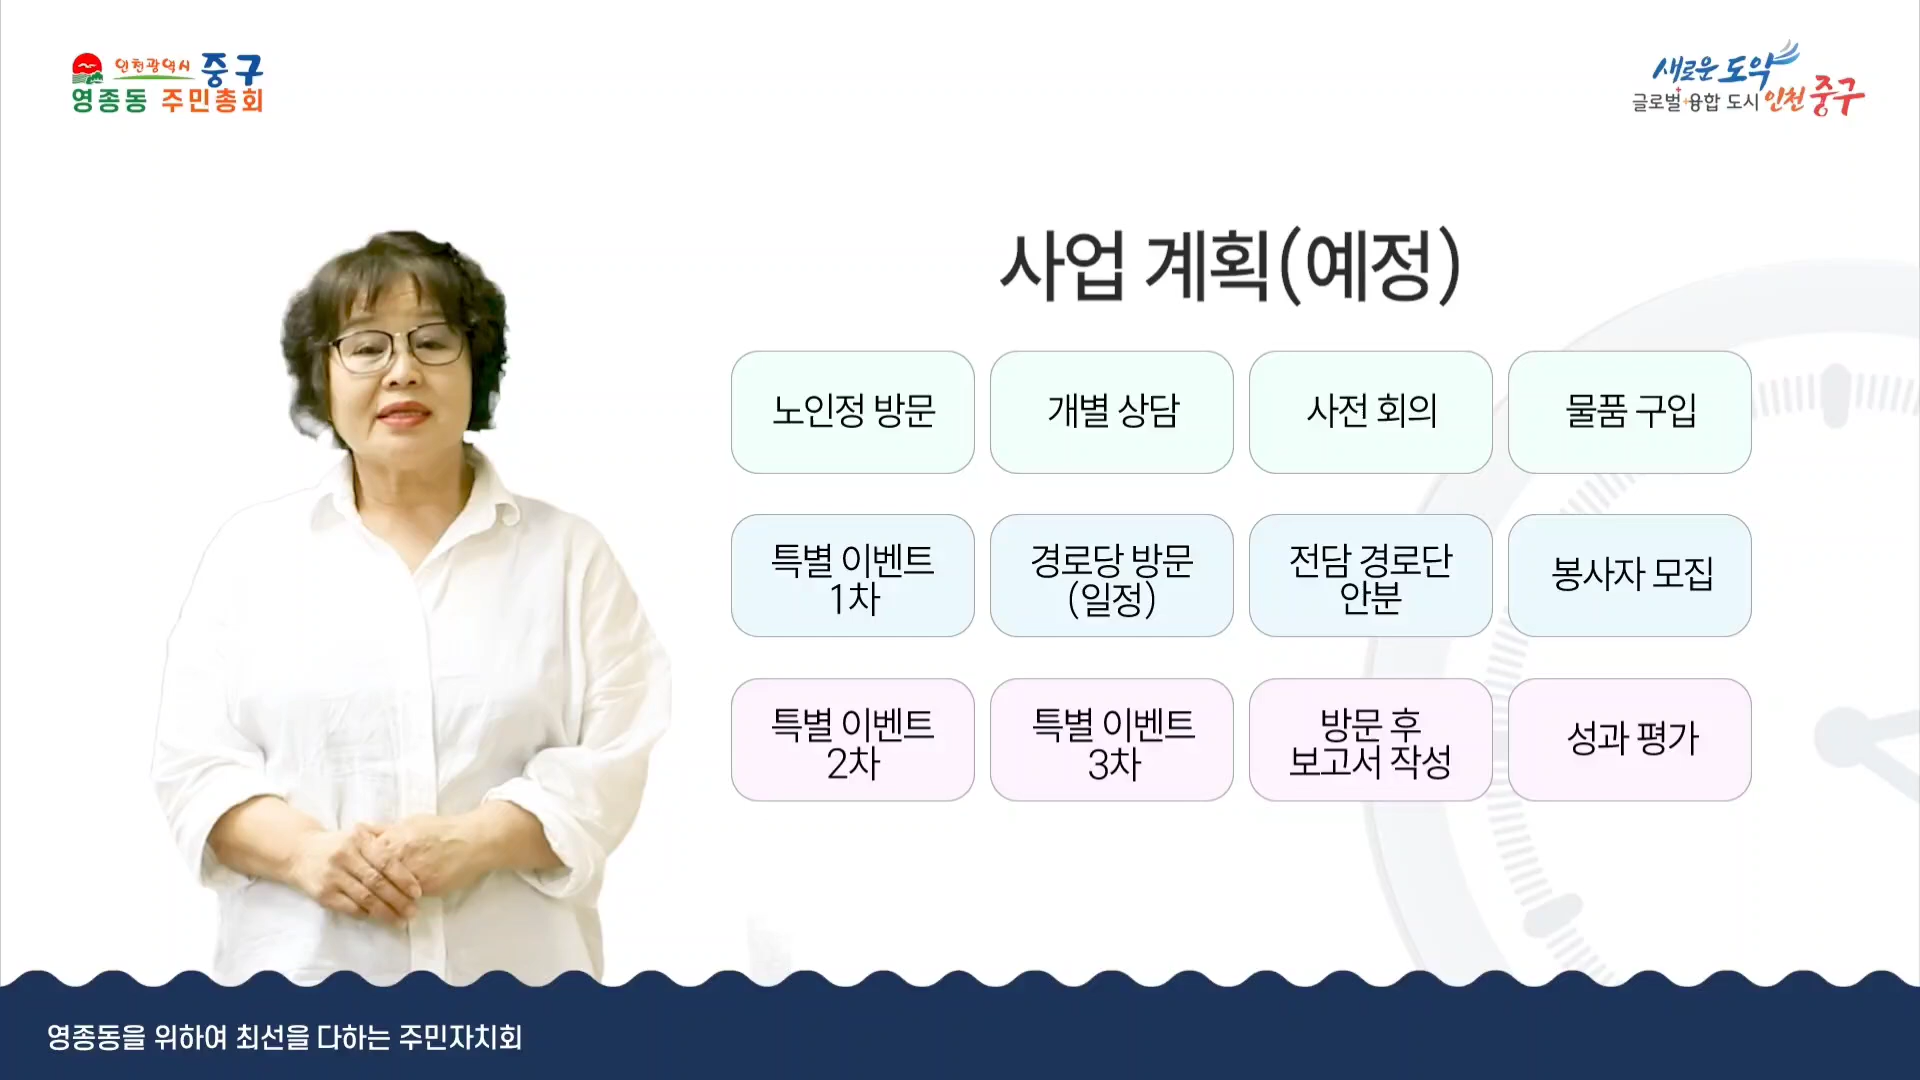 인천광역시 중구
영종동 주민총회
새로운 도약
글로벌+융합 도시 인천 중구
사업 계획(예정)
노인정 방문
개별 상담
사전 회의
물품 구입
특별 이벤트
1차
경로당 방문
(일정)
전담 경로단
안분
봉사자 모집
특별 이벤트
2차
특별 이벤트
3차
방문 후
보고서 작성
성과 평가
영종동을 위하여 최선을 다하는 주민자치회